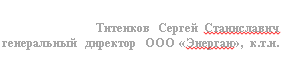 Титенков Сергей Станиславич
генеральный директор ООО «Энерган», к.т.н.